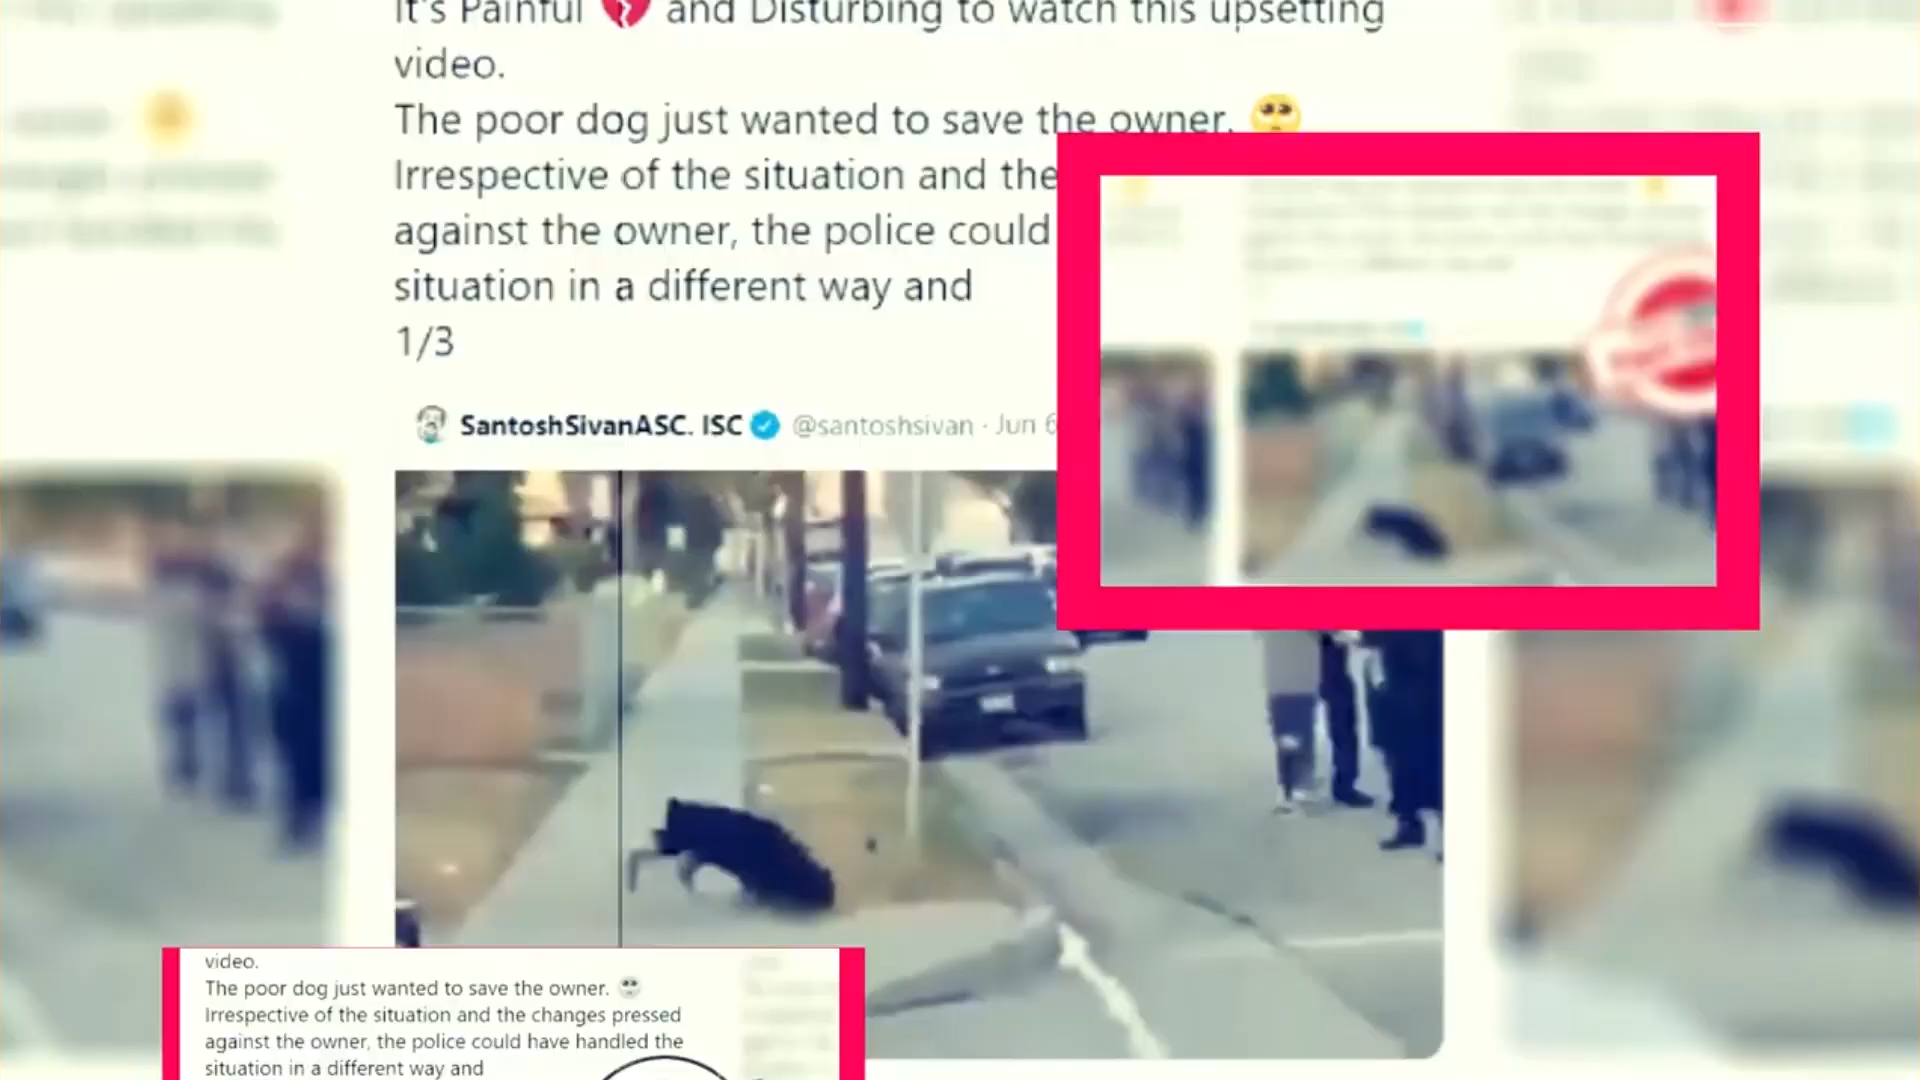 It's Painful 💔 and Disturbing to watch this upsetting
video.
The poor dog just wanted to save the owner. 🥺
Irrespective of the situation and the
against the owner, the police could
situation in a different way and
1/3
SantoshSivanASC. ISC @santoshsivan · Jun 6
video.
The poor dog just wanted to save the owner. 🥺
Irrespective of the situation and the changes pressed
against the owner, the police could have handled the
situation in a different way and